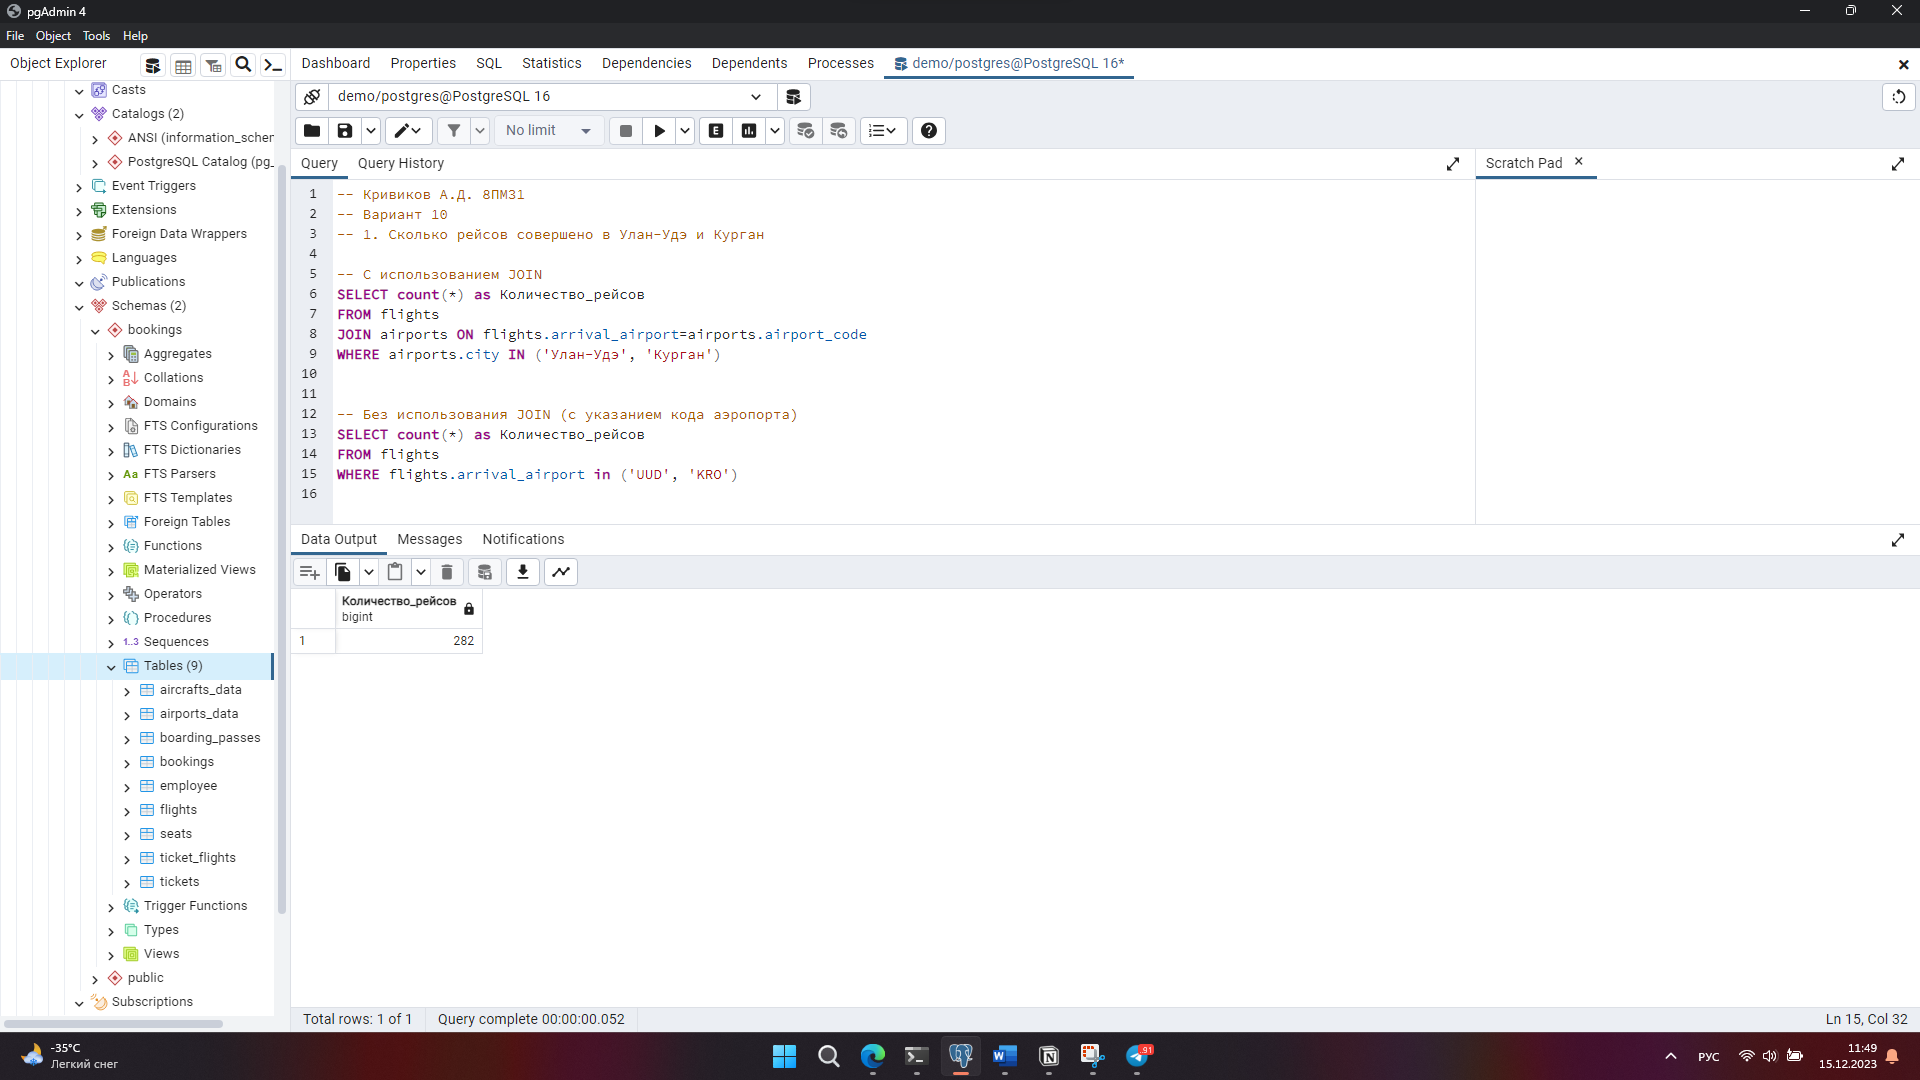 pgAdmin 4
File Object Tools Help
Object Explorer
Dashboard Properties SQL Statistics Dependencies Dependents Processes demo/postgres@PostgreSQL 16*
Casts
Catalogs (2)
ANSI (information_schem
PostgreSQL Catalog (pg_
Event Triggers
Extensions
Foreign Data Wrappers
Languages
Publications
Schemas (2)
bookings
Aggregates
Collations
Domains
FTS Configurations
FTS Dictionaries
FTS Parsers
FTS Templates
Foreign Tables
Functions
Materialized Views
Operators
Procedures
1..3 Sequences
Tables (9)
aircrafts_data
airports_data
boarding_passes
bookings
employee
flights
seats
ticket_flights
tickets
Trigger Functions
Types
Views
public
Subscriptions
demo/postgres@PostgreSQL 16
No limit
E
Query Query History
Scratch Pad
1 -- Кривиков А.Д. 8ПМ31
2 -- Вариант 10
3 -- 1. Сколько рейсов совершено в Улан-Удэ и Курган
4
5 -- С использованием JOIN
6 SELECT count(*) as Количество_рейсов
7 FROM flights
8 JOIN airports ON flights.arrival_airport=airports.airport_code
9 WHERE airports.city IN ('Улан-Удэ', 'Курган')
10
11
12 -- Без использования JOIN (с указанием кода аэропорта)
13 SELECT count(*) as Количество_рейсов
14 FROM flights
15 WHERE flights.arrival_airport in ('UUD', 'KRO')
16
Data Output Messages Notifications
Количество_рейсов
bigint
1 282
Total rows: 1 of 1 Query complete 00:00:00.052
Ln 15, Col 32
-35°C
Легкий снег
91
РУС
11:49
15.12.2023